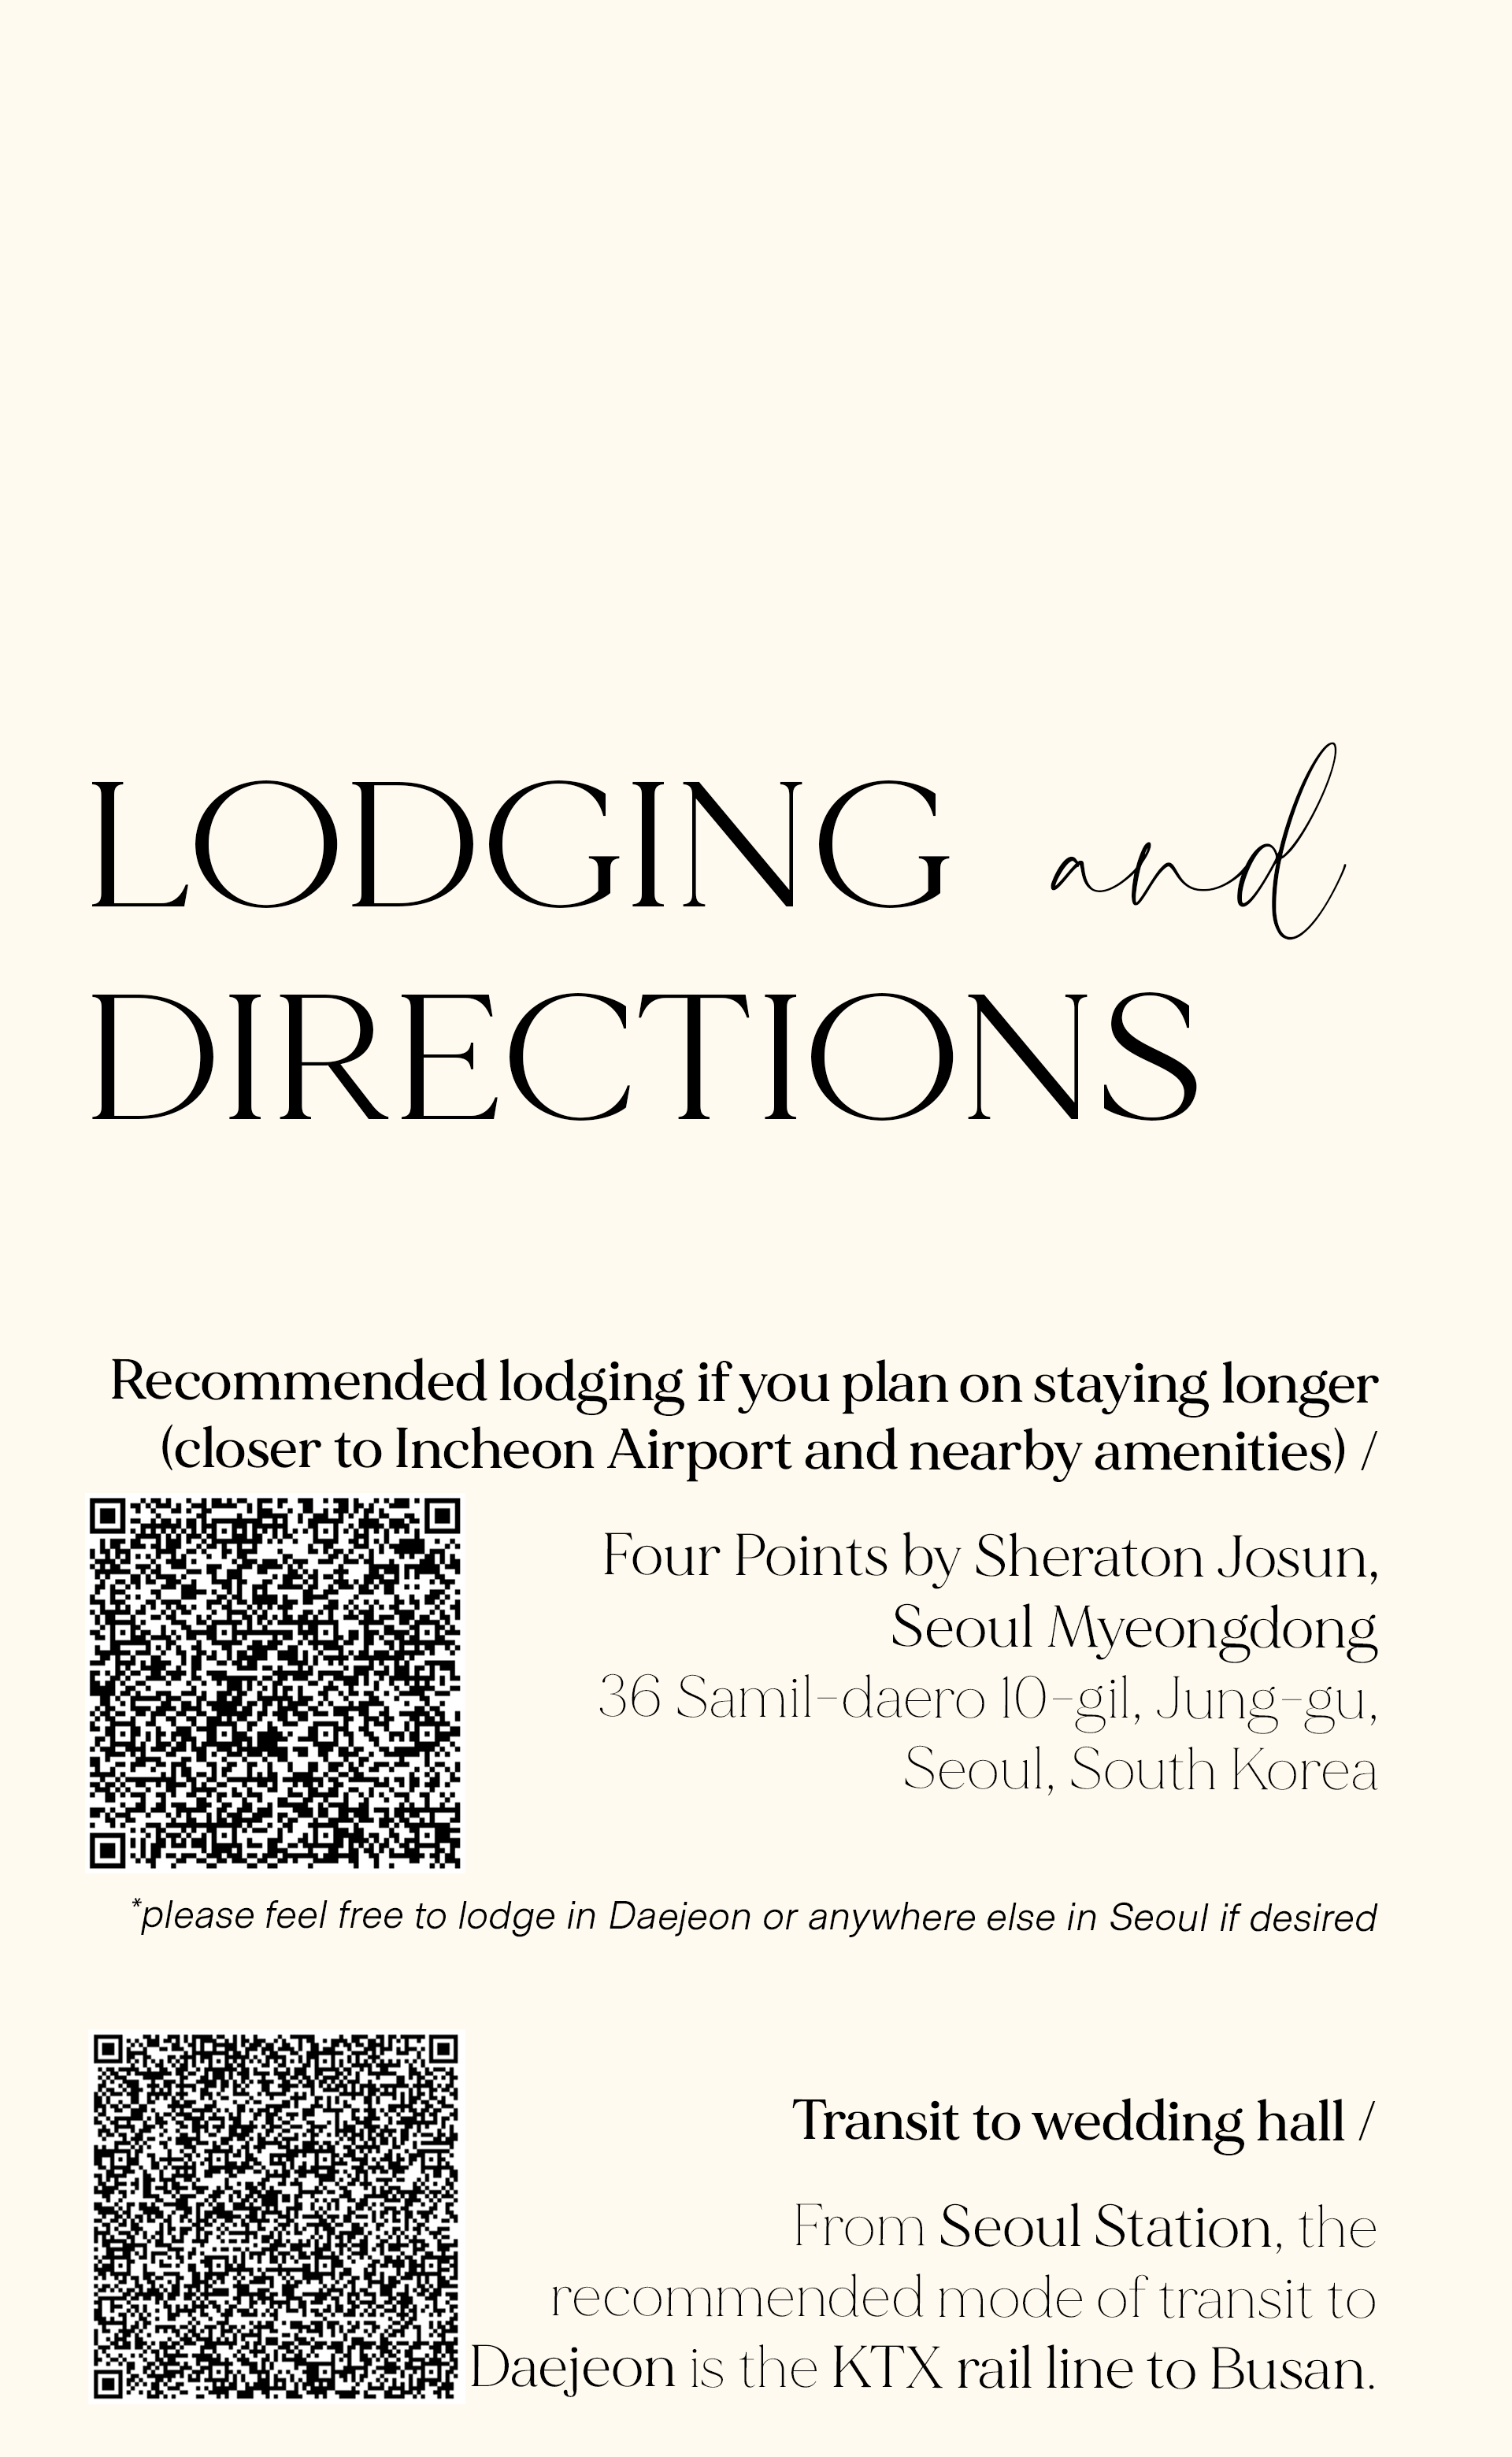 LODGING and
DIRECTIONS
Recommended lodging if you plan on staying longer
(closer to Incheon Airport and nearby amenities) /
Four Points by Sheraton Josun,
Seoul Myeongdong
36 Samil-daero 10-gil, Jung-gu,
Seoul, South Korea
*please feel free to lodge in Daejeon or anywhere else in Seoul if desired
Transit to wedding hall /
From Seoul Station, the
recommended mode of transit to
Daejeon is the KTX rail line to Busan.